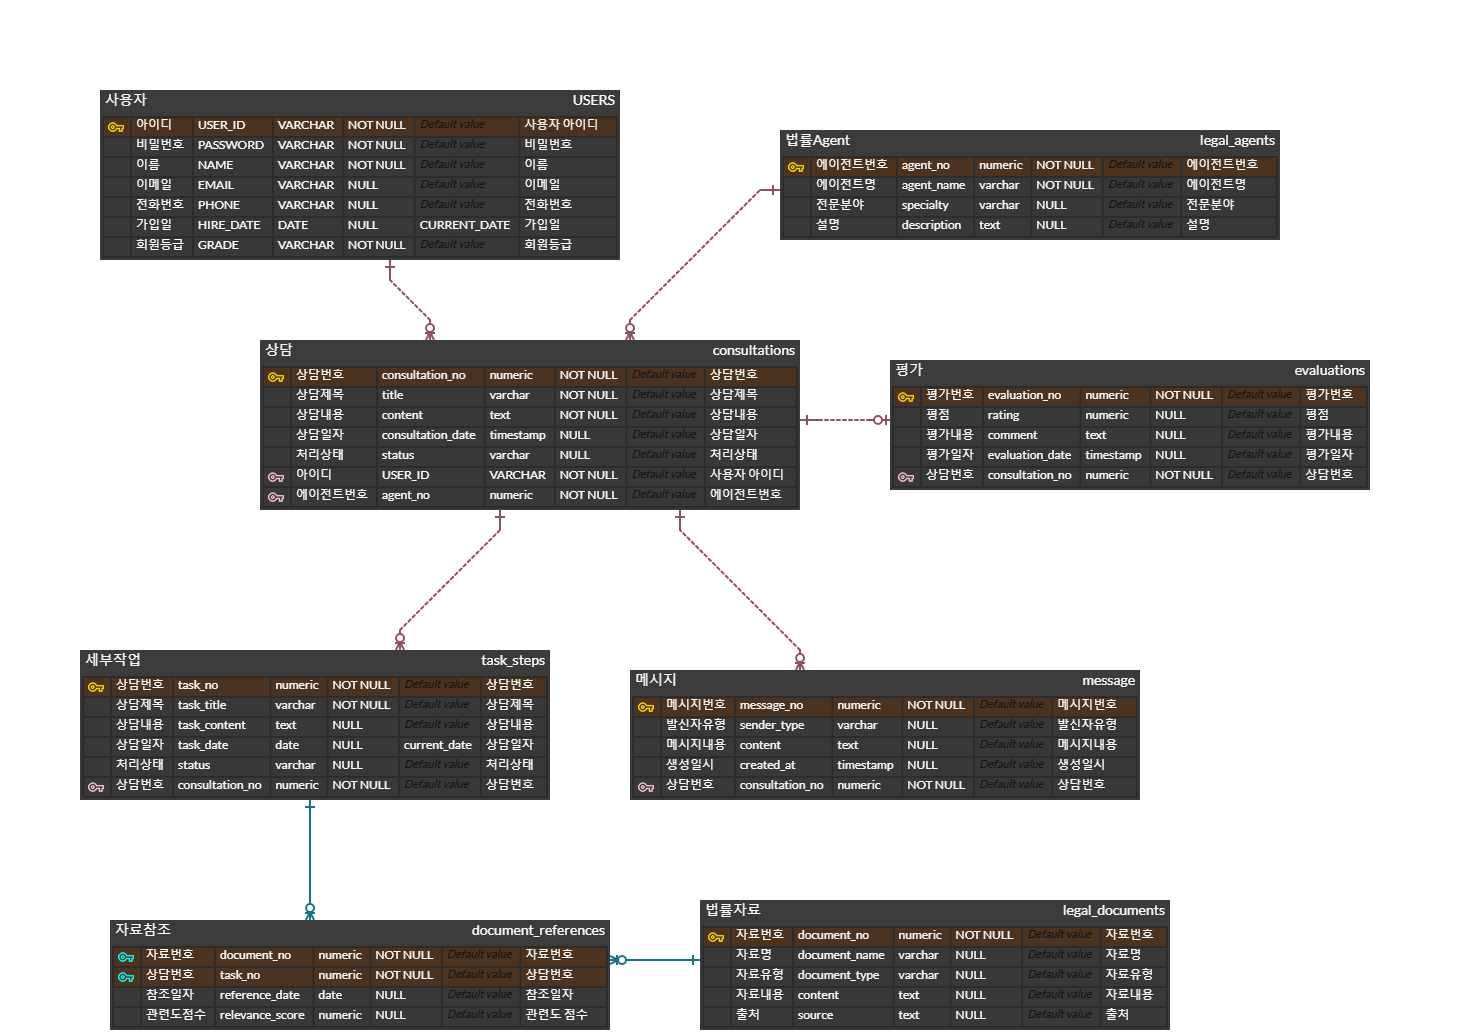 사용자 USERS
아이디 USER_ID VARCHAR NOT NULL Default value 사용자 아이디
비밀번호 PASSWORD VARCHAR NOT NULL Default value 비밀번호
이름 NAME VARCHAR NOT NULL Default value 이름
이메일 EMAIL VARCHAR NULL Default value 이메일
전화번호 PHONE VARCHAR NULL Default value 전화번호
가입일 HIRE_DATE DATE NULL CURRENT_DATE 가입일
회원등급 GRADE VARCHAR NOT NULL Default value 회원등급
법률Agent legal_agents
에이전트번호 agent_no numeric NOT NULL Default value 에이전트번호
에이전트명 agent_name varchar NOT NULL Default value 에이전트명
전문분야 specialty varchar NULL Default value 전문분야
설명 description text NULL Default value 설명
상담 consultations
상담번호 consultation_no numeric NOT NULL Default value 상담번호
상담제목 title varchar NOT NULL Default value 상담제목
상담내용 content text NOT NULL Default value 상담내용
상담일자 consultation_date timestamp NULL Default value 상담일자
처리상태 status varchar NULL Default value 처리상태
아이디 USER_ID VARCHAR NOT NULL Default value 사용자 아이디
에이전트번호 agent_no numeric NOT NULL Default value 에이전트번호
평가 evaluations
평가번호 evaluation_no numeric NOT NULL Default value 평가번호
평점 rating numeric NULL Default value 평점
평가내용 comment text NULL Default value 평가내용
평가일자 evaluation_date timestamp NULL Default value 평가일자
상담번호 consultation_no numeric NOT NULL Default value 상담번호
세부작업 task_steps
상담번호 task_no numeric NOT NULL Default value 상담번호
상담제목 task_title varchar NOT NULL Default value 상담제목
상담내용 task_content text NULL Default value 상담내용
상담일자 task_date date NULL current_date 상담일자
처리상태 status varchar NULL Default value 처리상태
상담번호 consultation_no numeric NOT NULL Default value 상담번호
메시지 message
메시지번호 message_no numeric NOT NULL Default value 메시지번호
발신자유형 sender_type varchar NULL Default value 발신자유형
메시지내용 content text NULL Default value 메시지내용
생성일시 created_at timestamp NULL Default value 생성일시
상담번호 consultation_no numeric NOT NULL Default value 상담번호
자료참조 document_references
자료번호 document_no numeric NOT NULL Default value 자료번호
상담번호 task_no numeric NOT NULL Default value 상담번호
참조일자 reference_date date NULL Default value 참조일자
관련도점수 relevance_score numeric NULL Default value 관련도 점수
법률자료 legal_documents
자료번호 document_no numeric NOT NULL Default value 자료번호
자료명 document_name varchar NULL Default value 자료명
자료유형 document_type varchar NULL Default value 자료유형
자료내용 content text NULL Default value 자료내용
출처 source text NULL Default value 출처